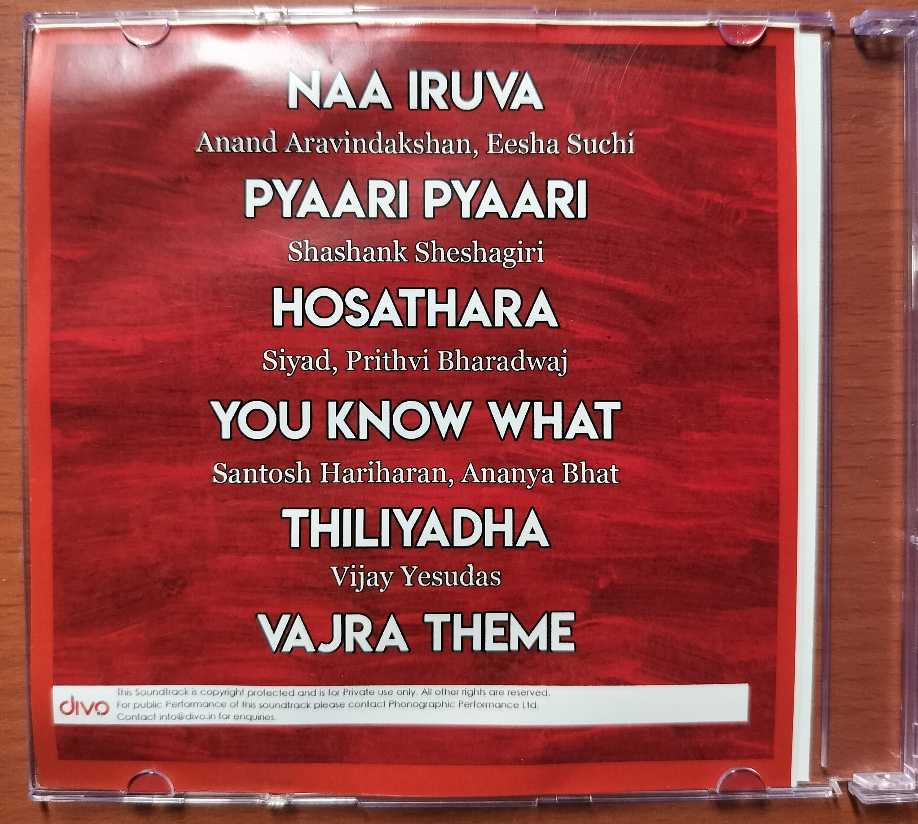 NAA IRUVA
Anand Aravindakshan, Eesha Suchi
PYAARI PYAARI
Shashank Sheshagiri
HOSATHARA
Siyad, Prithvi Bharadwaj
YOU KNOW WHAT
Santosh Hariharan, Ananya Bhat
THILIYADHA
Vijay Yesudas
VAJRA THEME
divo
This SoundTrack is copyright protected and is for Private use only. All other rights are reserved.
For public Performance of this soundtrack please contact Phonographic Performance Ltd.
Contact info@divo.in for enquiries.